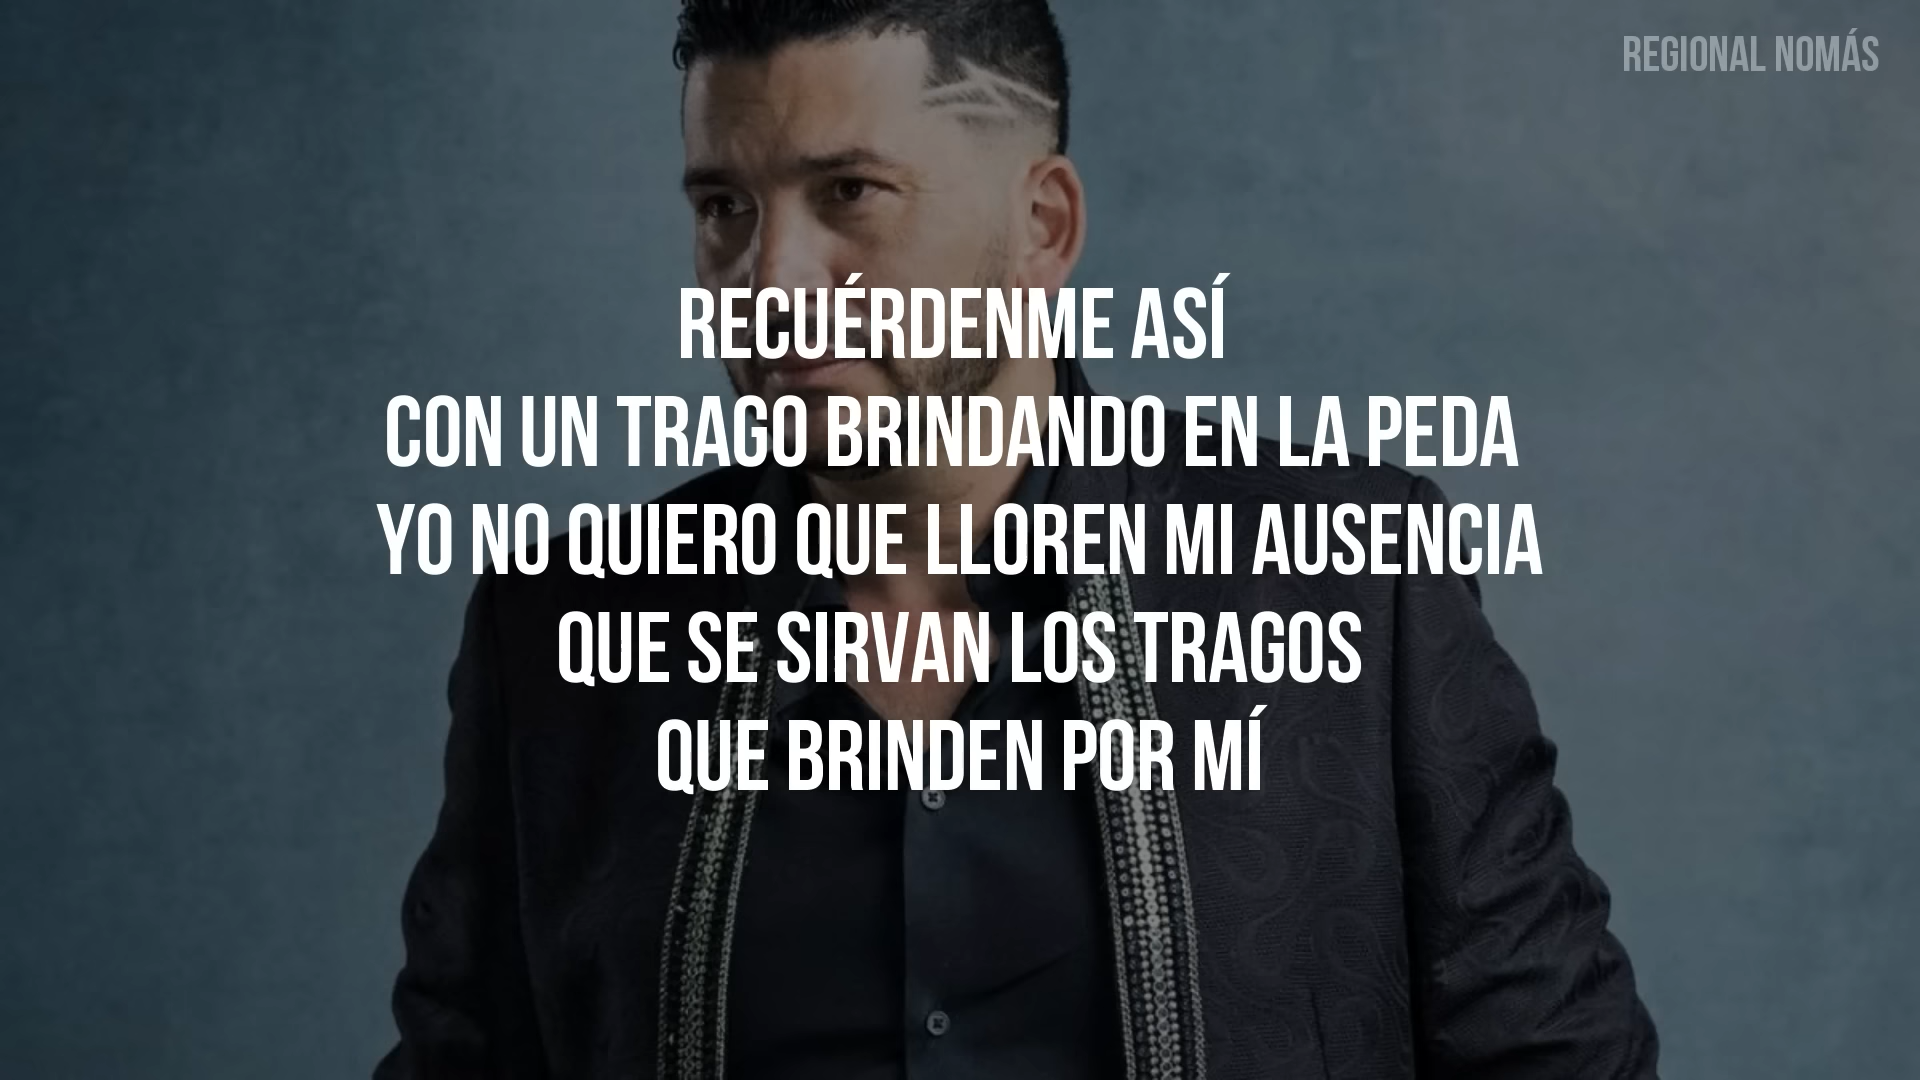 REGIONAL NOMÁS
RECUÉRDENME ASÍ
CON UN TRAGO BRINDANDO EN LA PEDA
YO NO QUIERO QUE LLOREN MI AUSENCIA
QUE SE SIRVAN LOS TRAGOS
QUE BRINDEN POR MÍ